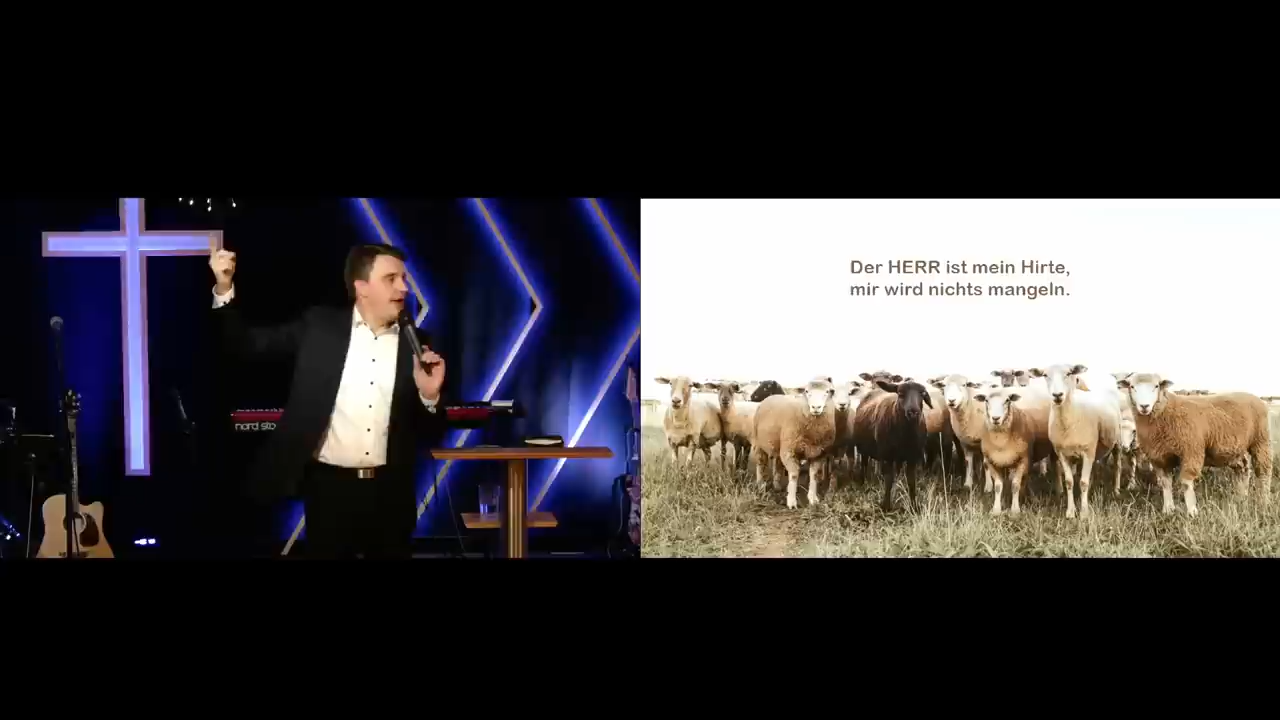 nord sta
Der HERR ist mein Hirte,
mir wird nichts mangeln.